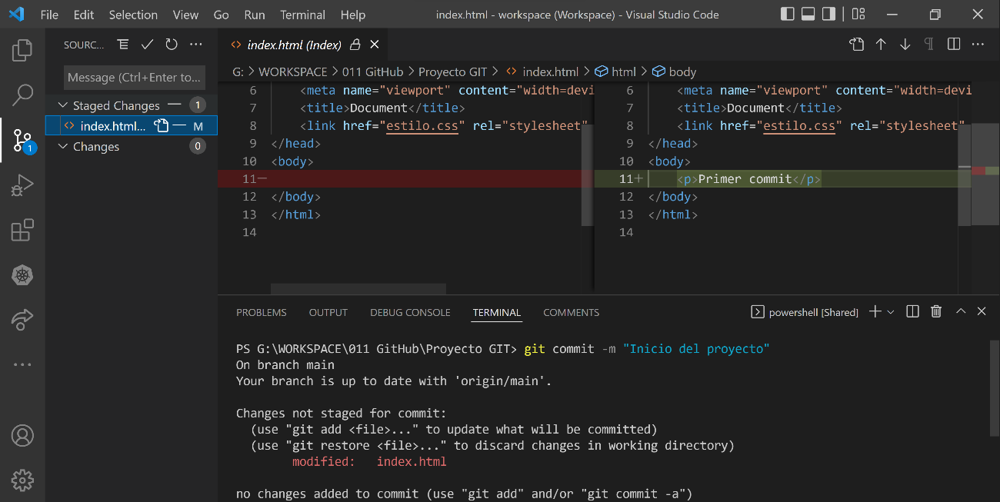 File Edit Selection View Go Run Terminal Help index.html - workspace (Workspace) - Visual Studio Code
SOURC...
Message (Ctrl+Enter to...
Staged Changes 1
index.html... M
Changes 0
1
index.html (Index)
G: > WORKSPACE > 011 GitHub > Proyecto GIT > index.html > html > body
6 <meta name="viewport" content="width=devi
7 <title>Document</title>
8 <link href="estilo.css" rel="stylesheet"
9 </head>
10 <body>
11—
12 </body>
13 </html>
14
6 <meta name="viewport" content="width=devi
7 <title>Document</title>
8 <link href="estilo.css" rel="stylesheet"
9 </head>
10 <body>
11+ <p>Primer commit</p>
12 </body>
13 </html>
14
PROBLEMS OUTPUT DEBUG CONSOLE TERMINAL COMMENTS powershell [Shared]
PS G:\WORKSPACE\011 GitHub\Proyecto GIT> git commit -m "Inicio del proyecto"
On branch main
Your branch is up to date with 'origin/main'.
Changes not staged for commit:
(use "git add <file>..." to update what will be committed)
(use "git restore <file>..." to discard changes in working directory)
modified: index.html
no changes added to commit (use "git add" and/or "git commit -a")